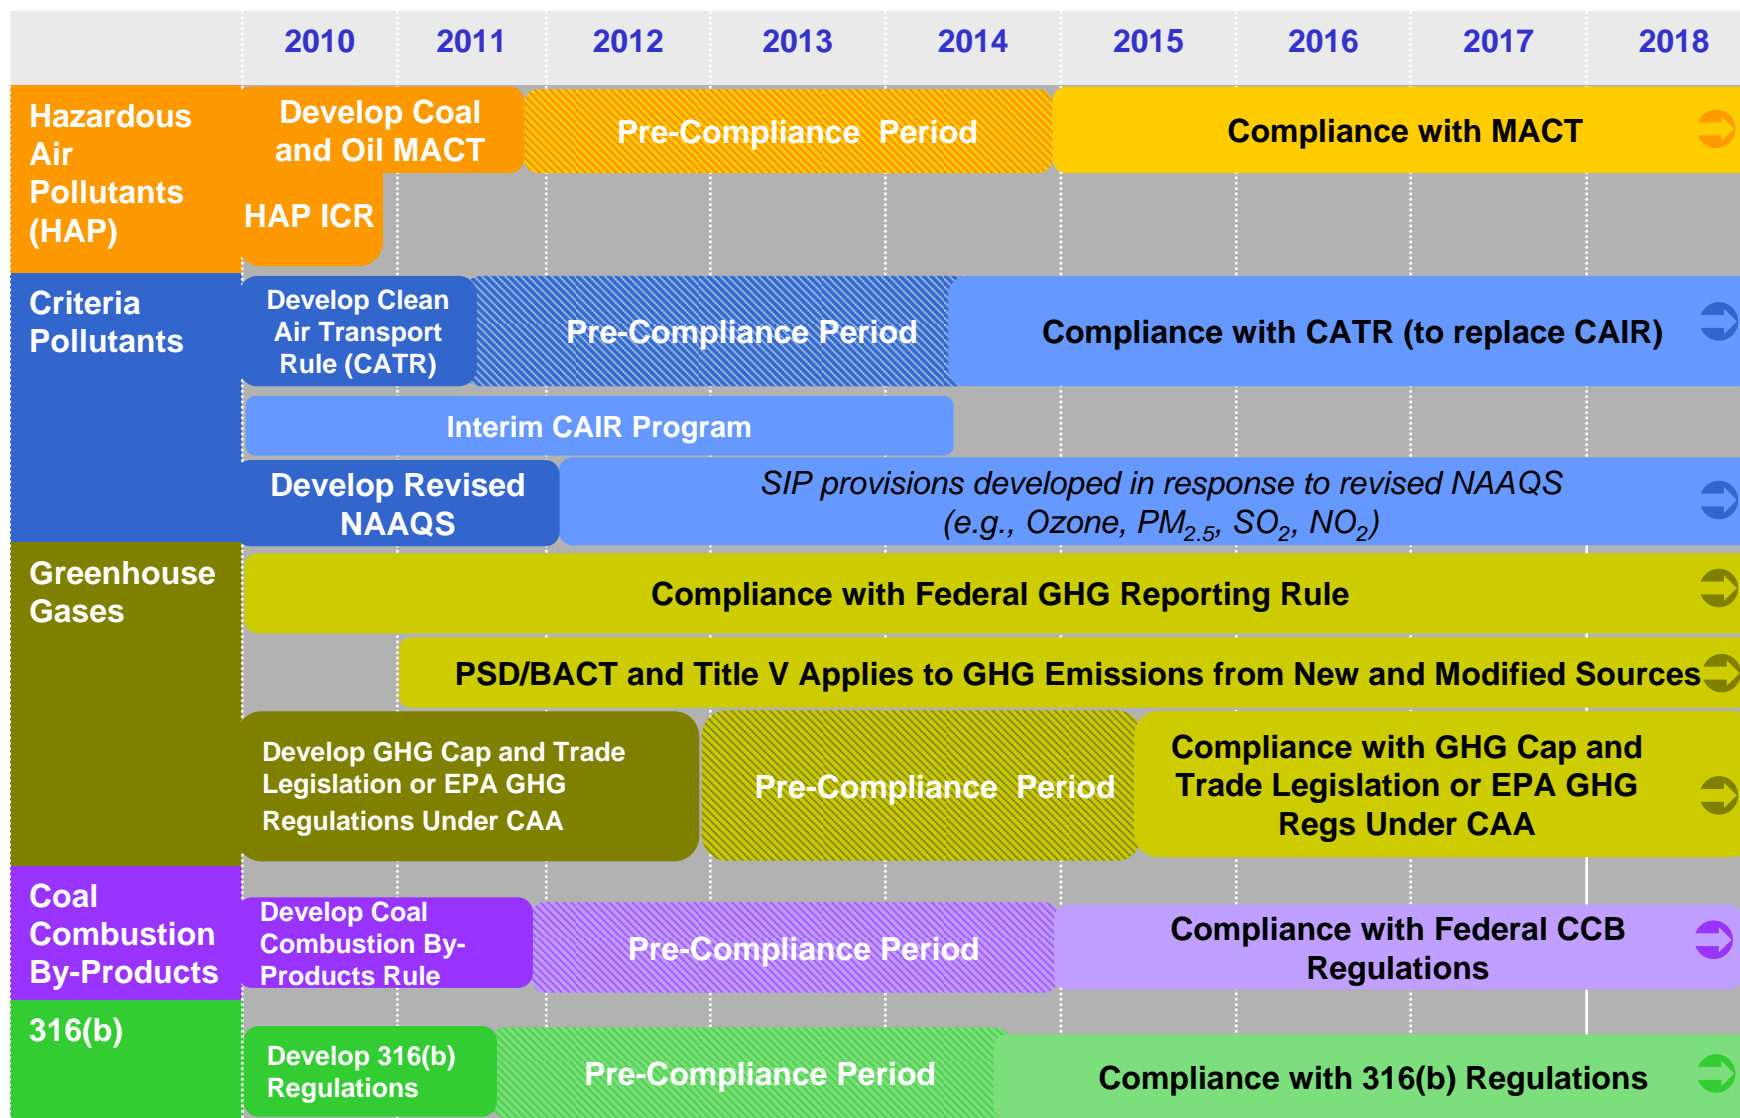 2010 2011 2012 2013 2014 2015 2016 2017 2018
Hazardous
Air
Pollutants
(HAP)
Develop Coal
and Oil MACT
Pre-Compliance Period
Compliance with MACT
HAP ICR
Criteria
Pollutants
Develop Clean
Air Transport
Rule (CATR)
Pre-Compliance Period
Compliance with CATR (to replace CAIR)
Interim CAIR Program
Develop Revised
NAAQS
SIP provisions developed in response to revised NAAQS
(e.g., Ozone, PM2.5, SO2, NO2)
Greenhouse
Gases
Compliance with Federal GHG Reporting Rule
PSD/BACT and Title V Applies to GHG Emissions from New and Modified Sources
Develop GHG Cap and Trade
Legislation or EPA GHG
Regulations Under CAA
Pre-Compliance Period
Compliance with GHG Cap and
Trade Legislation or EPA GHG
Regs Under CAA
Coal
Combustion
By-Products
Develop Coal
Combustion By-
Products Rule
Pre-Compliance Period
Compliance with Federal CCB
Regulations
316(b)
Develop 316(b)
Regulations
Pre-Compliance Period
Compliance with 316(b) Regulations